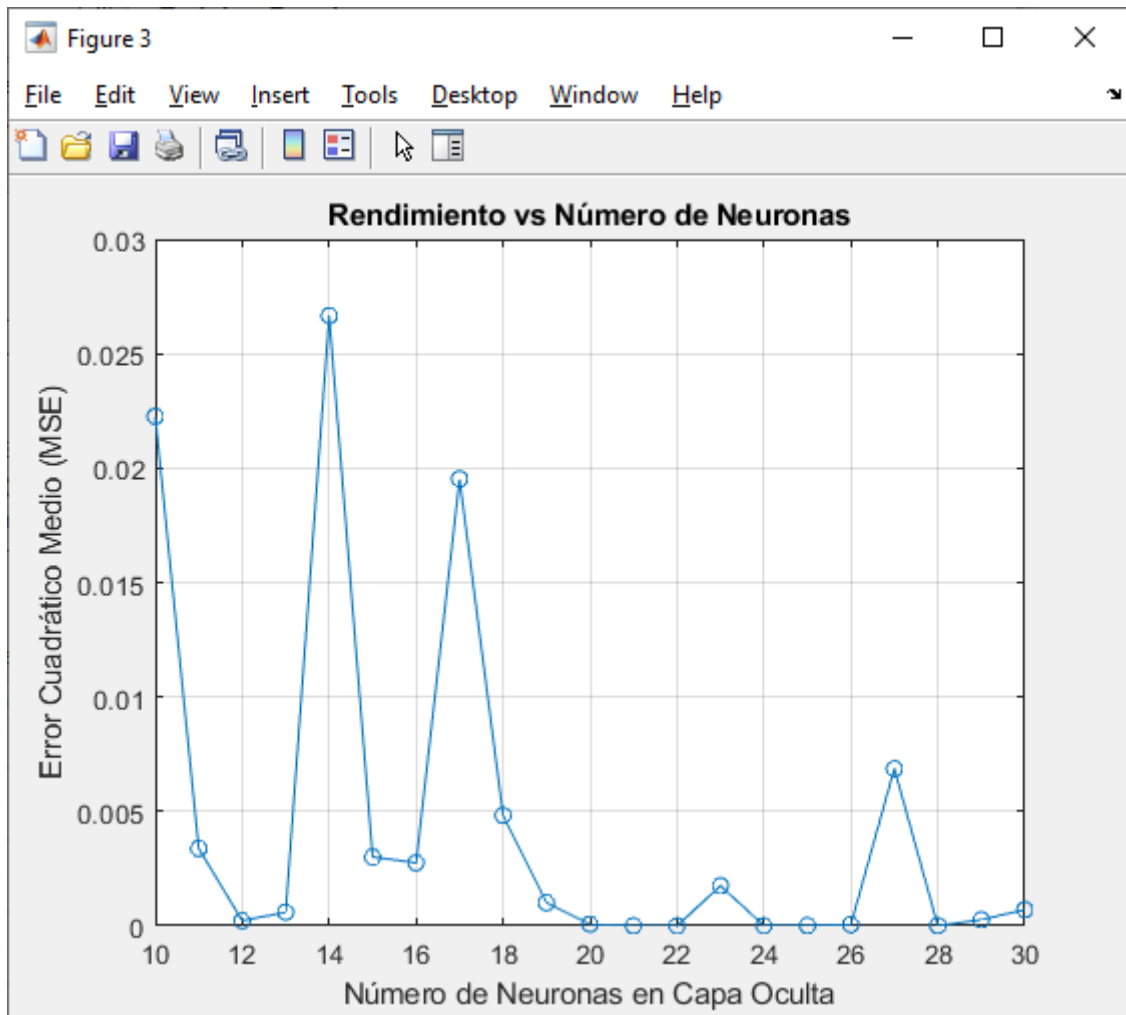 Figure 3
File Edit View Insert Tools Desktop Window Help
Rendimiento vs Número de Neuronas
0.03
0.025
0.02
0.015
0.01
0.005
0
Error Cuadrático Medio (MSE)
10 12 14 16 18 20 22 24 26 28 30
Número de Neuronas en Capa Oculta